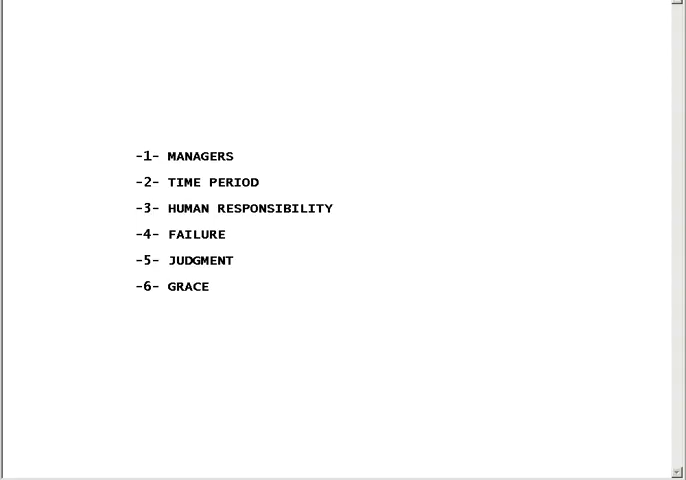 -1- MANAGERS
-2- TIME PERIOD
-3- HUMAN RESPONSIBILITY
-4- FAILURE
-5- JUDGMENT
-6- GRACE